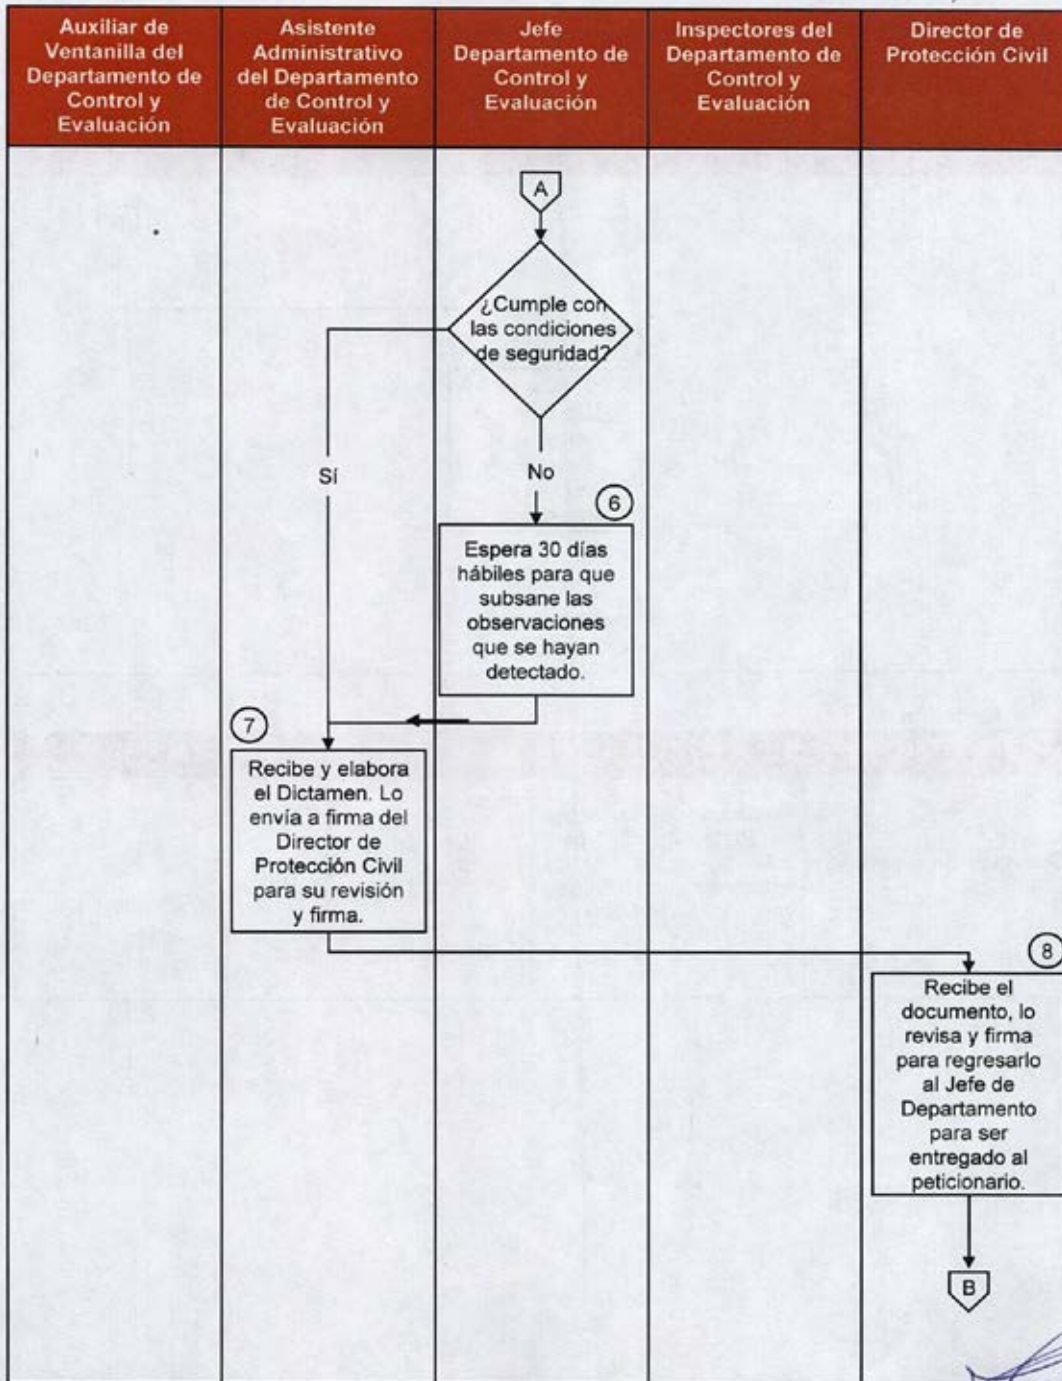 Auxiliar de
Ventanilla del
Departamento de
Control y
Evaluación
Asistente
Administrativo
del Departamento
de Control y
Evaluación
Jefe
Departamento de
Control y
Evaluación
Inspectores del
Departamento de
Control y
Evaluación
Director de
Protección Civil
A
¿Cumple con
las condiciones
de seguridad?
Sí
No
6
Espera 30 días
hábiles para que
subsane las
observaciones
que se hayan
detectado.
7
Recibe y elabora
el Dictamen. Lo
envía a firma del
Director de
Protección Civil
para su revisión
y firma.
8
Recibe el
documento, lo
revisa y firma
para regresarlo
al Jefe de
Departamento
para ser
entregado al
peticionario.
B